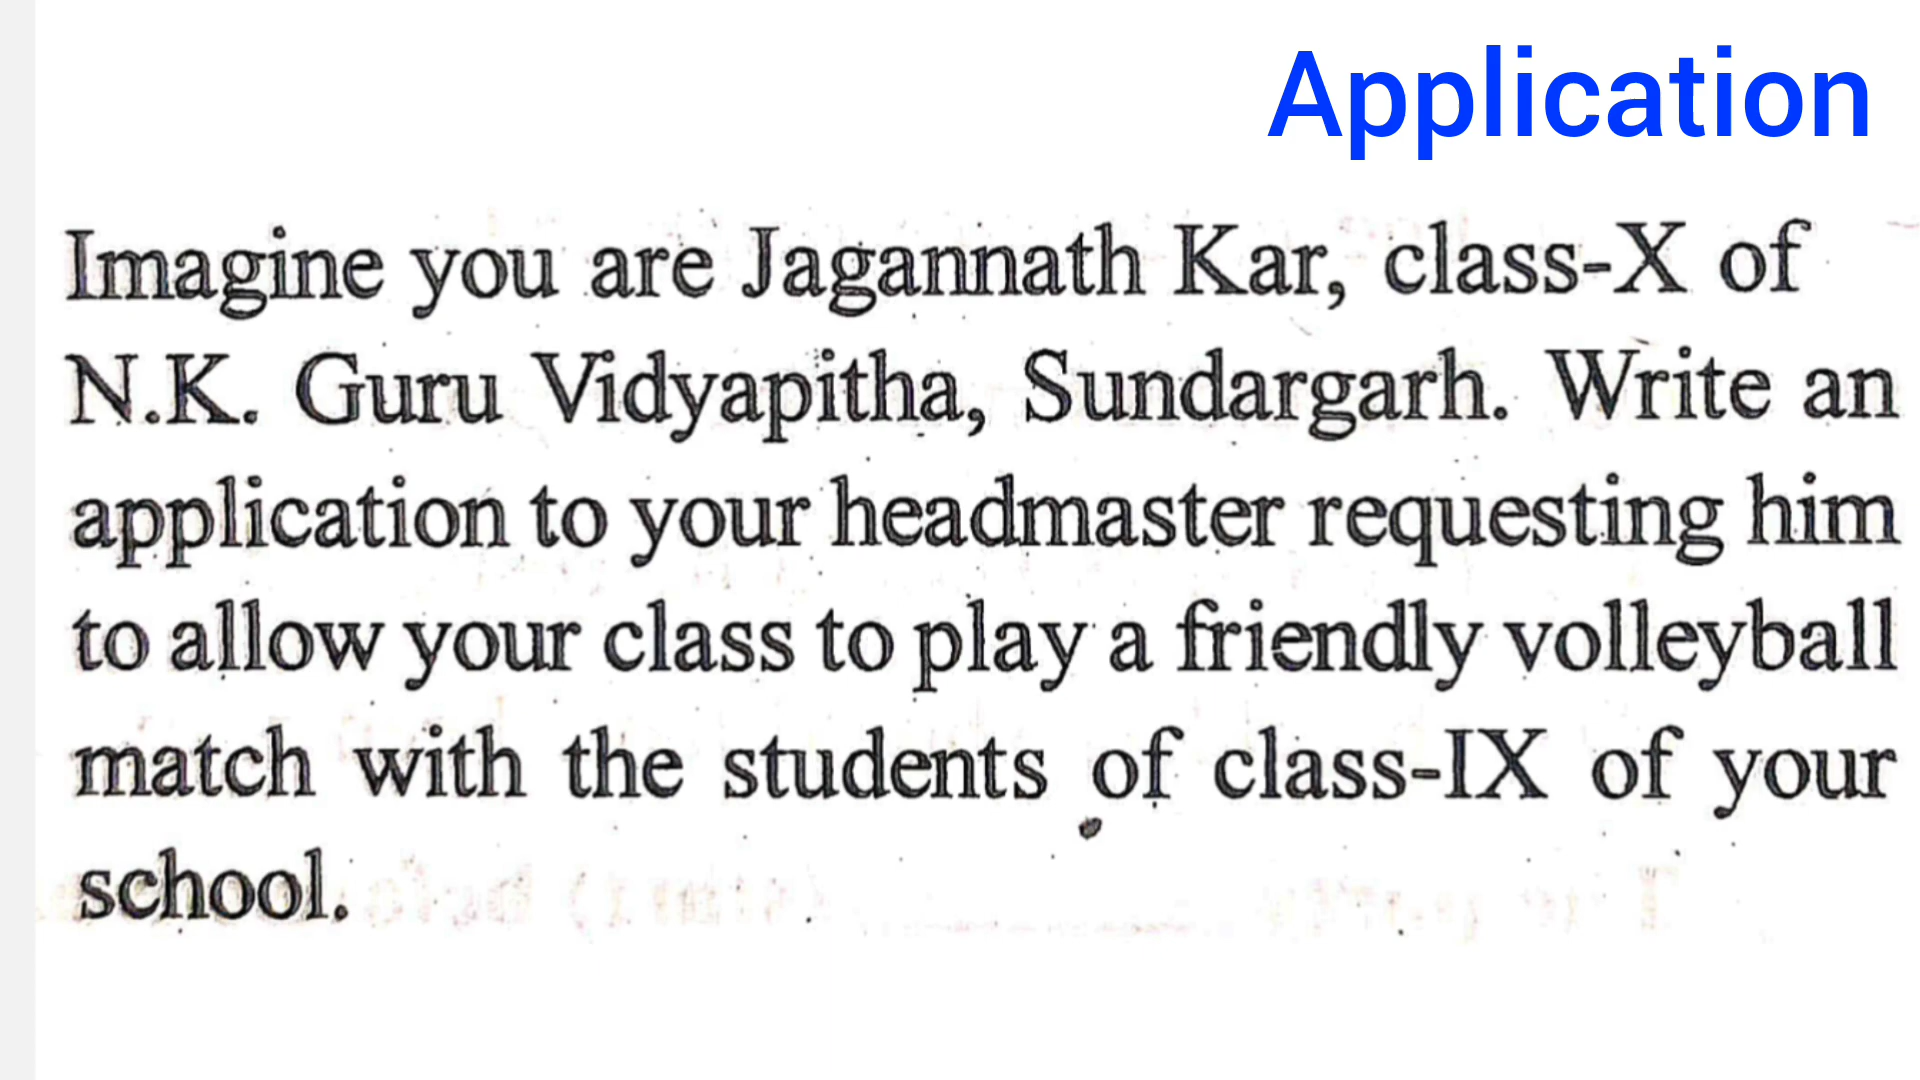 Application
Imagine you are Jagannath Kar, class-X of
N.K. Guru Vidyapitha, Sundargarh. Write an
application to your headmaster requesting him
to allow your class to play a friendly volleyball
match with the students of class-IX of your
school.